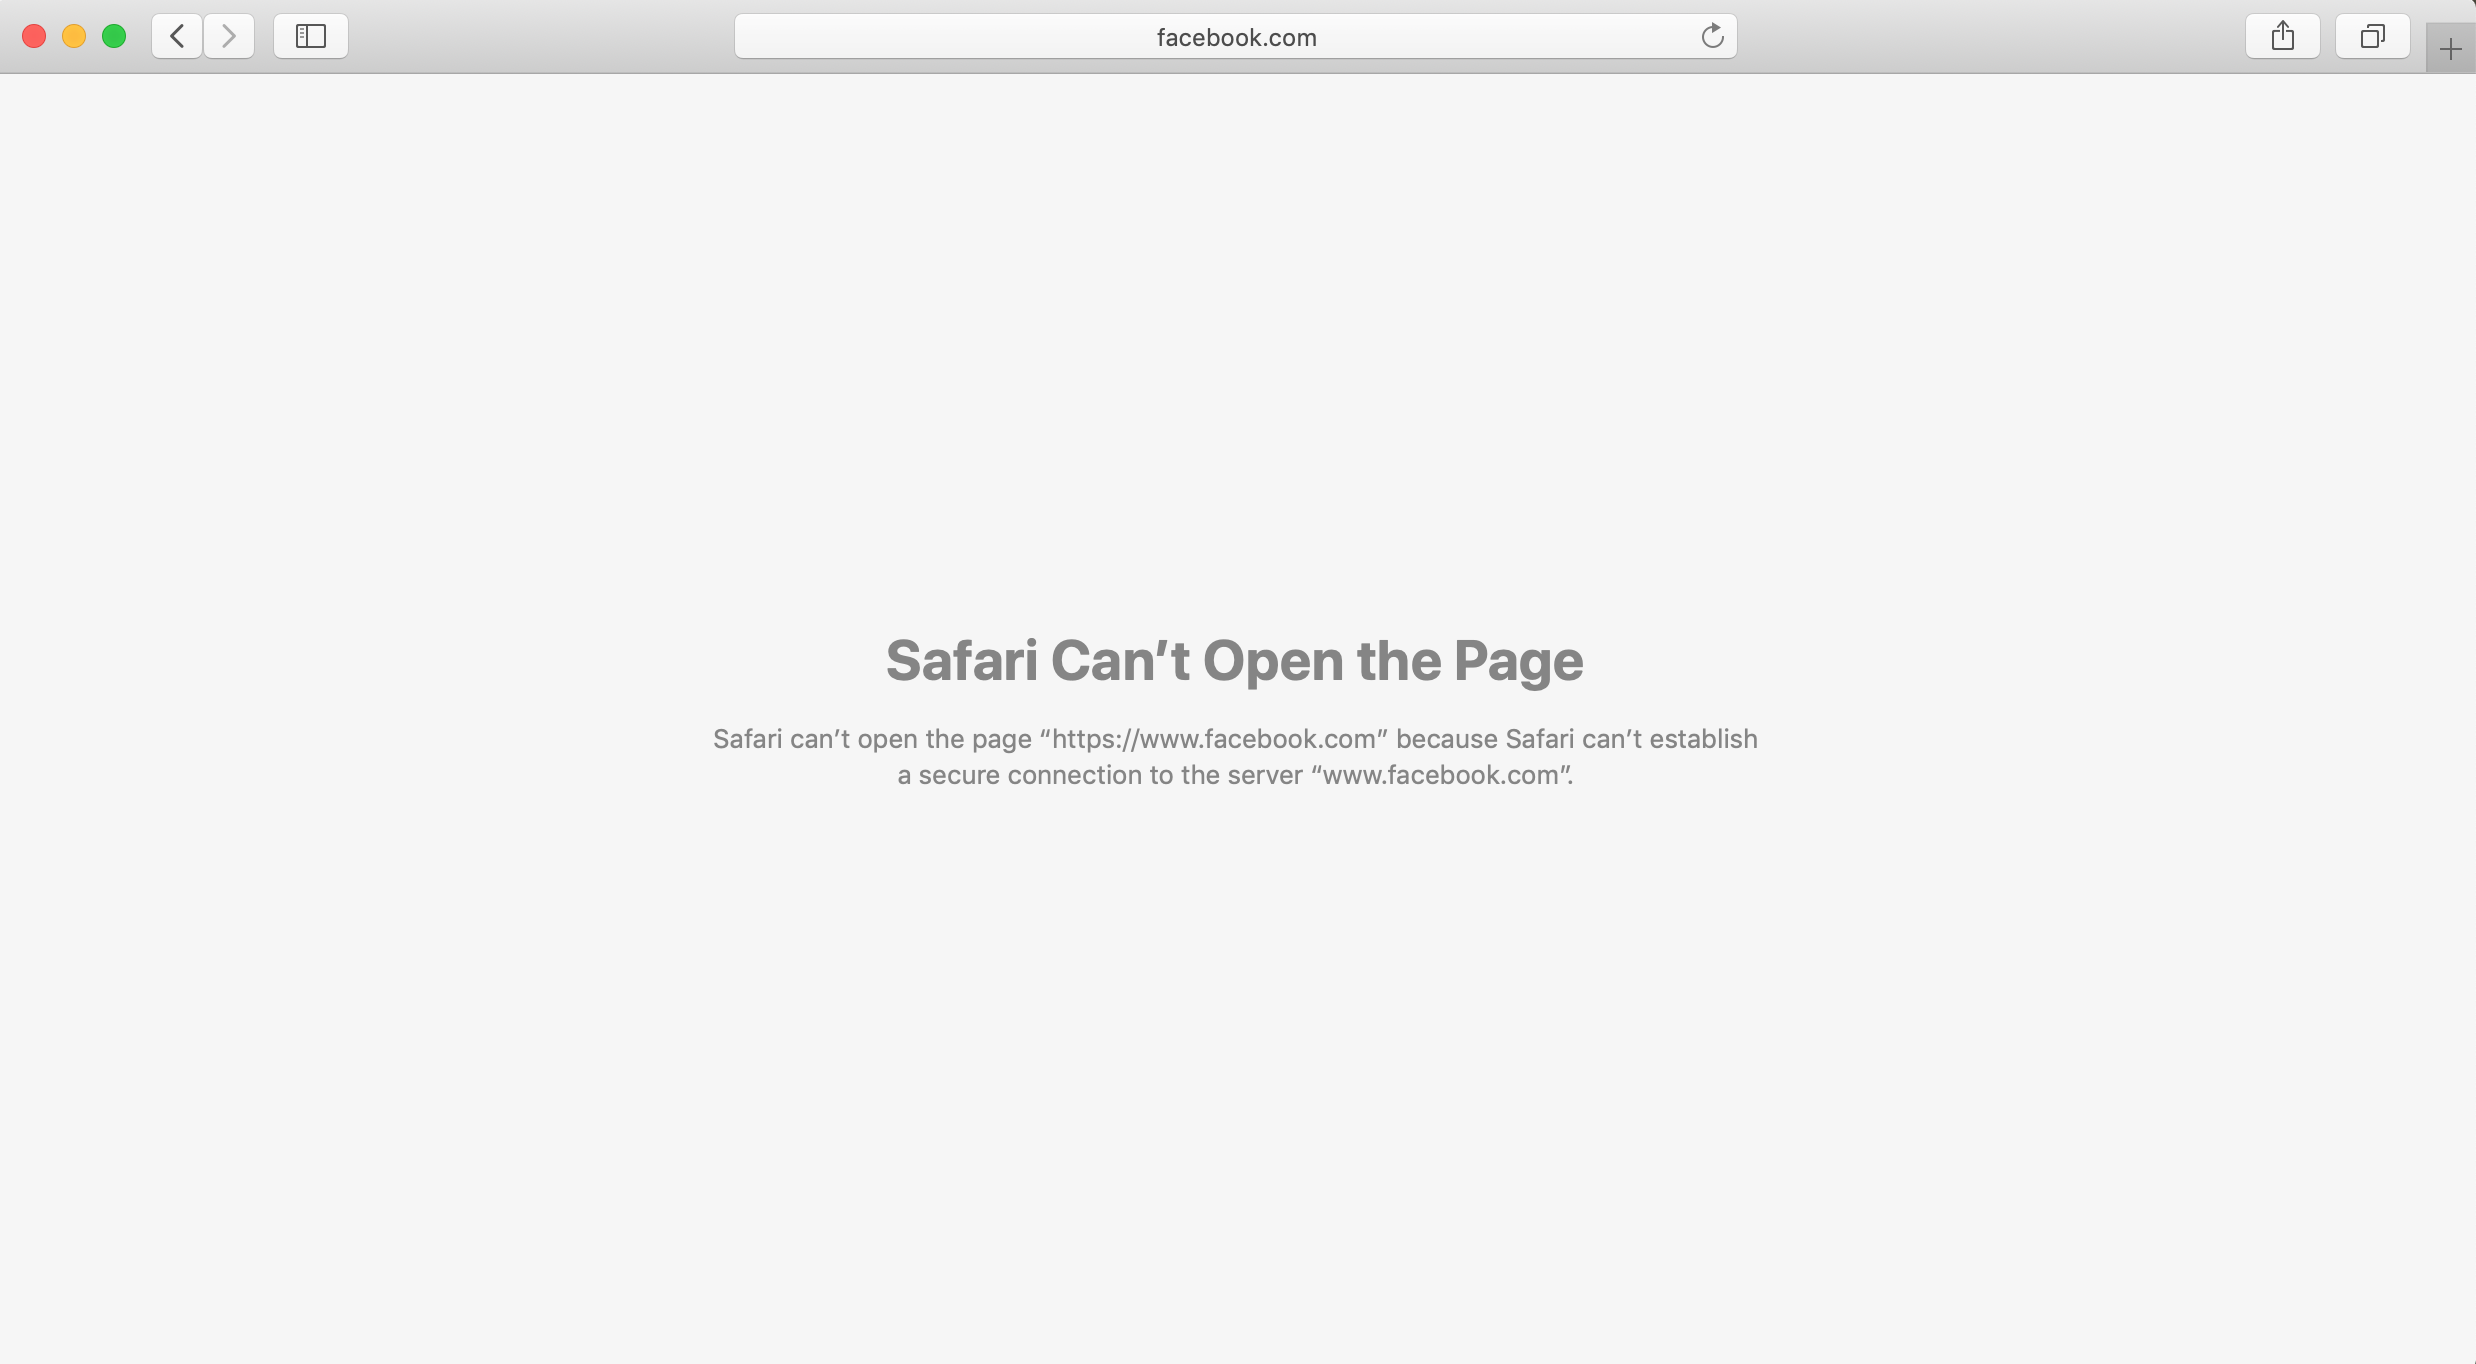 facebook.com
Safari Can’t Open the Page
Safari can’t open the page “https://www.facebook.com” because Safari can’t establish
a secure connection to the server “www.facebook.com”.